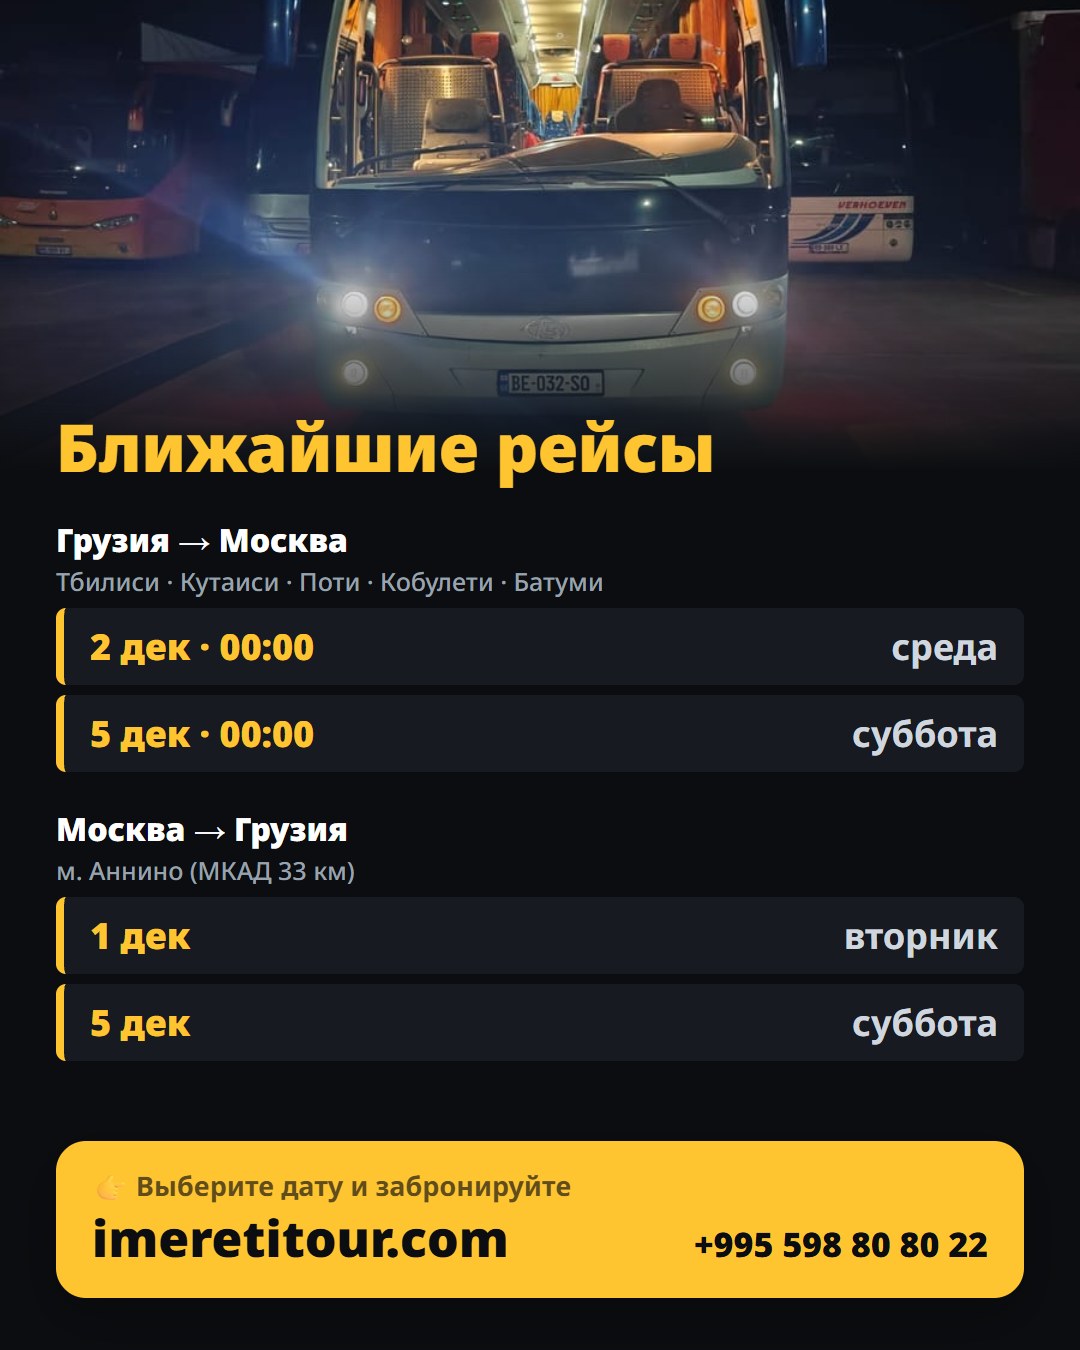 VERHOEVEN
BE-032-SO
Ближайшие рейсы
Грузия → Москва
Тбилиси · Кутаиси · Поти · Кобулети · Батуми
2 дек · 00:00 среда
5 дек · 00:00 суббота
Москва → Грузия
м. Аннино (МКАД 33 км)
1 дек вторник
5 дек суббота
👉 Выберите дату и забронируйте
imeretitour.com +995 598 80 80 22